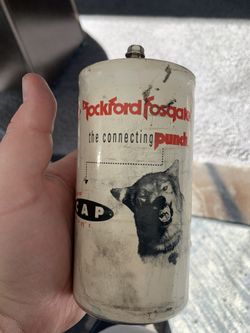 Rockford Fosgate
the connecting punch
CAP